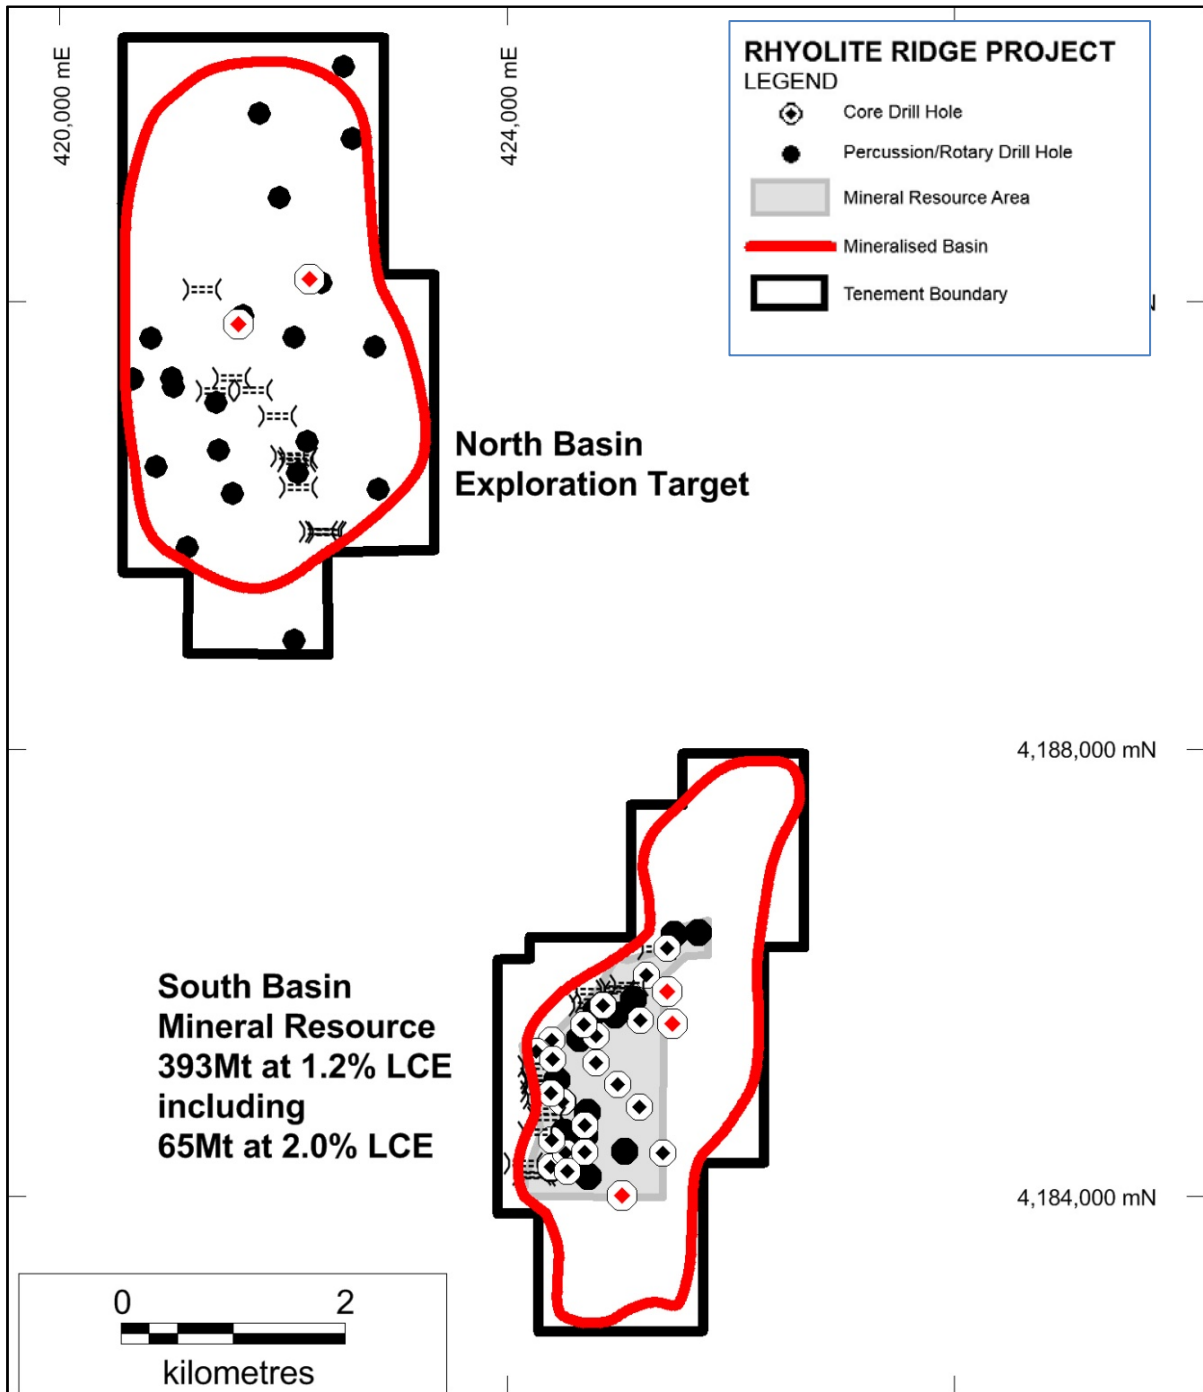 420,000 mE
424,000 mE
RHYOLITE RIDGE PROJECT
LEGEND
Core Drill Hole
Percussion/Rotary Drill Hole
Mineral Resource Area
Mineralised Basin
Tenement Boundary
North Basin
Exploration Target
4,188,000 mN
South Basin
Mineral Resource
393Mt at 1.2% LCE
including
65Mt at 2.0% LCE
4,184,000 mN
0 2
kilometres